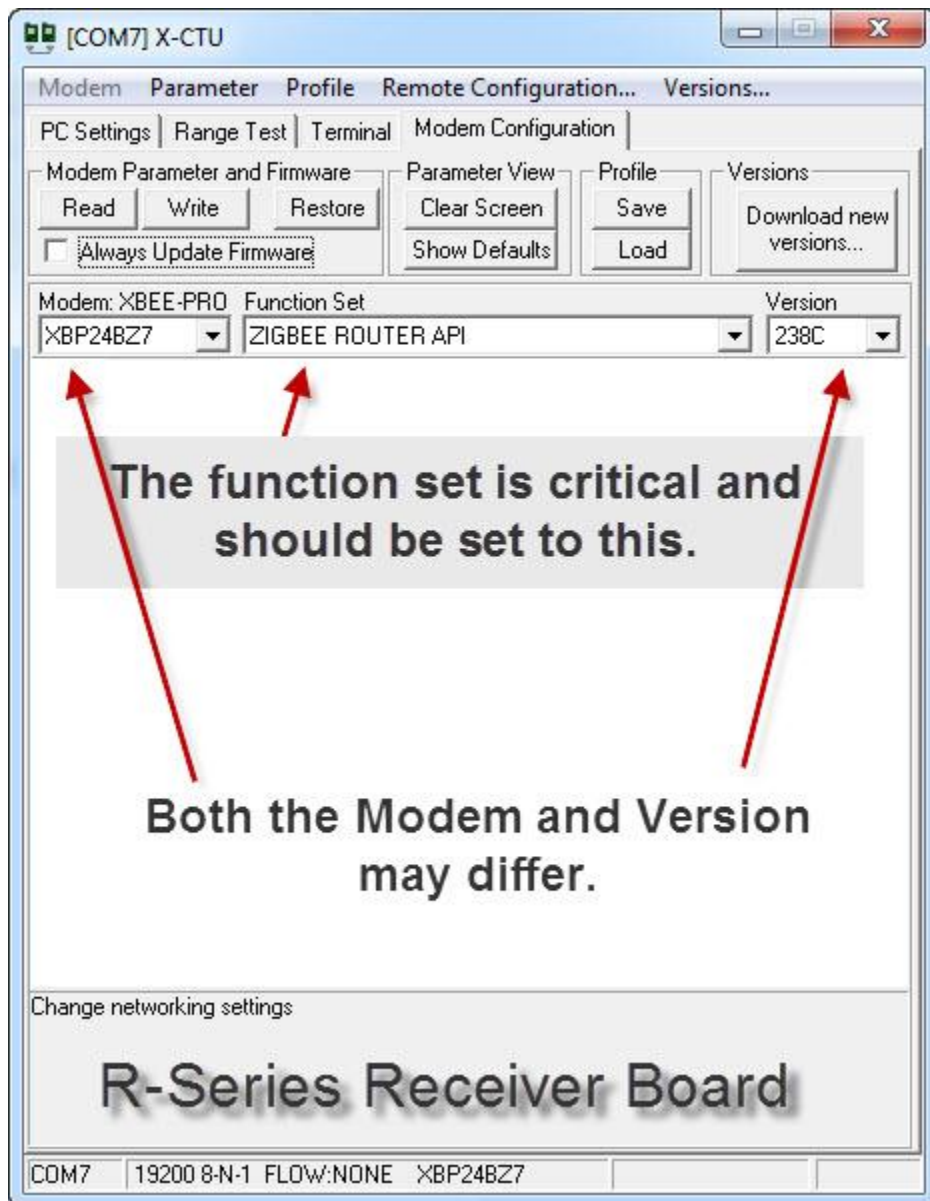 [COM7] X-CTU
Modem Parameter Profile Remote Configuration... Versions...
PC Settings Range Test Terminal Modem Configuration
Modem Parameter and Firmware Parameter View Profile Versions
Read Write Restore Clear Screen Save Download new
versions...
Always Update Firmware Show Defaults Load
Modem: XBEE-PRO Function Set Version
XBP24BZ7 ZIGBEE ROUTER API 238C
The function set is critical and
should be set to this.
Both the Modem and Version
may differ.
Change networking settings
R-Series Receiver Board
COM7 19200 8-N-1 FLOW:NONE XBP24BZ7